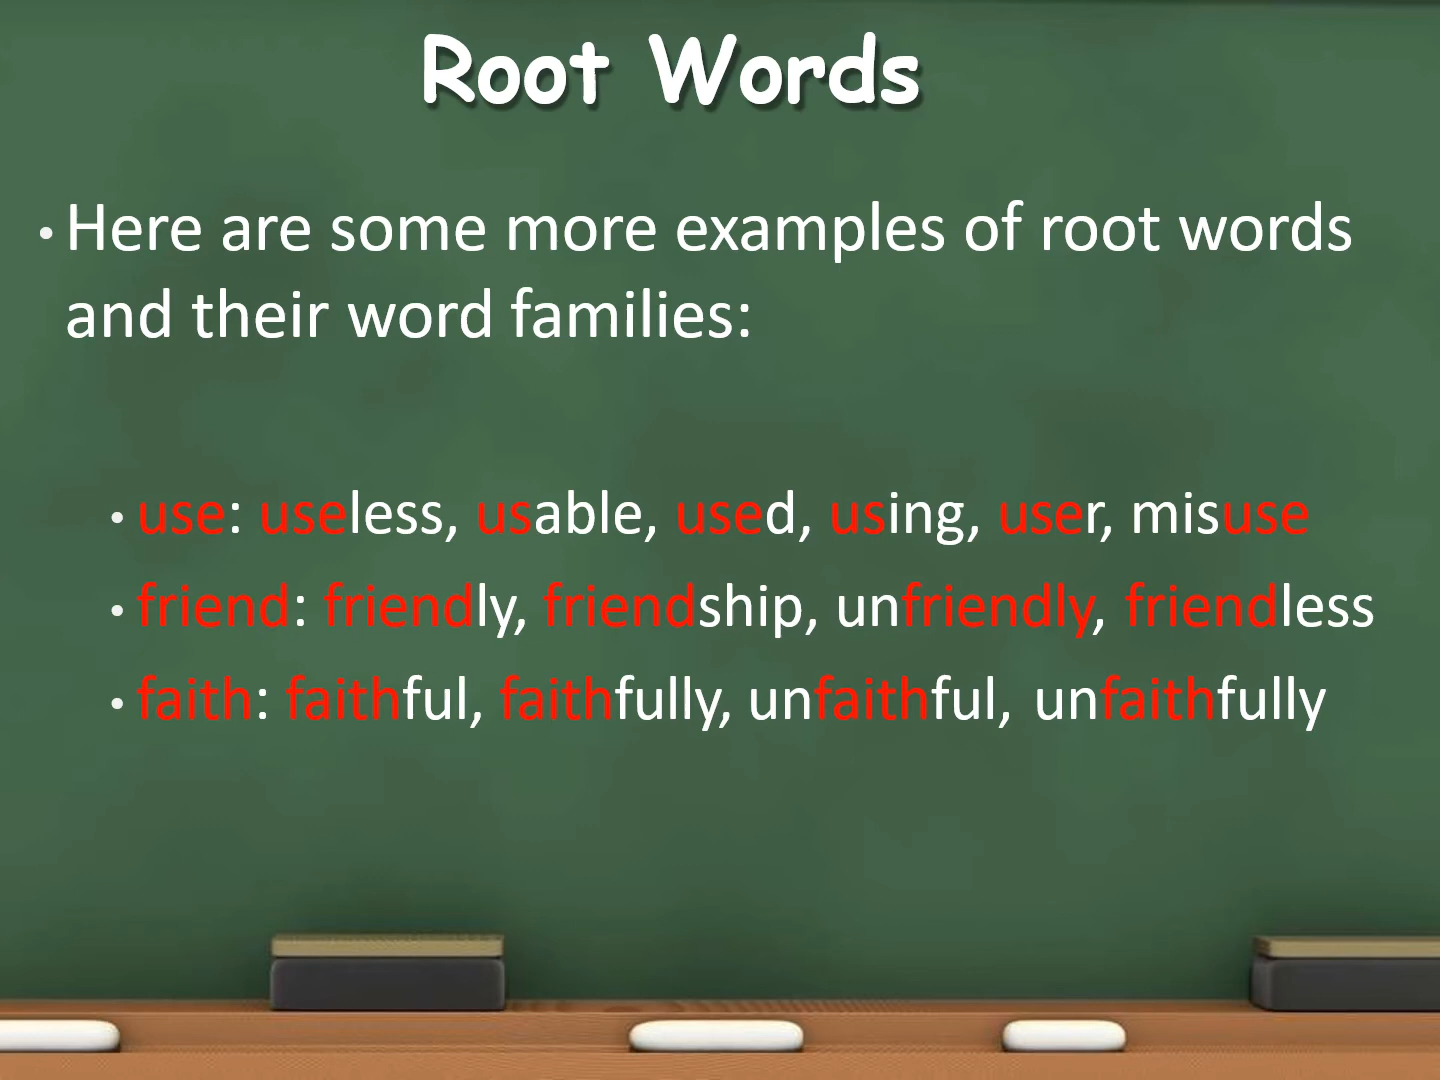 Root Words
• Here are some more examples of root words
and their word families:
• use: useless, usable, used, using, user, misuse
• friend: friendly, friendship, unfriendly, friendless
• faith: faithful, faithfully, unfaithful, unfaithfully